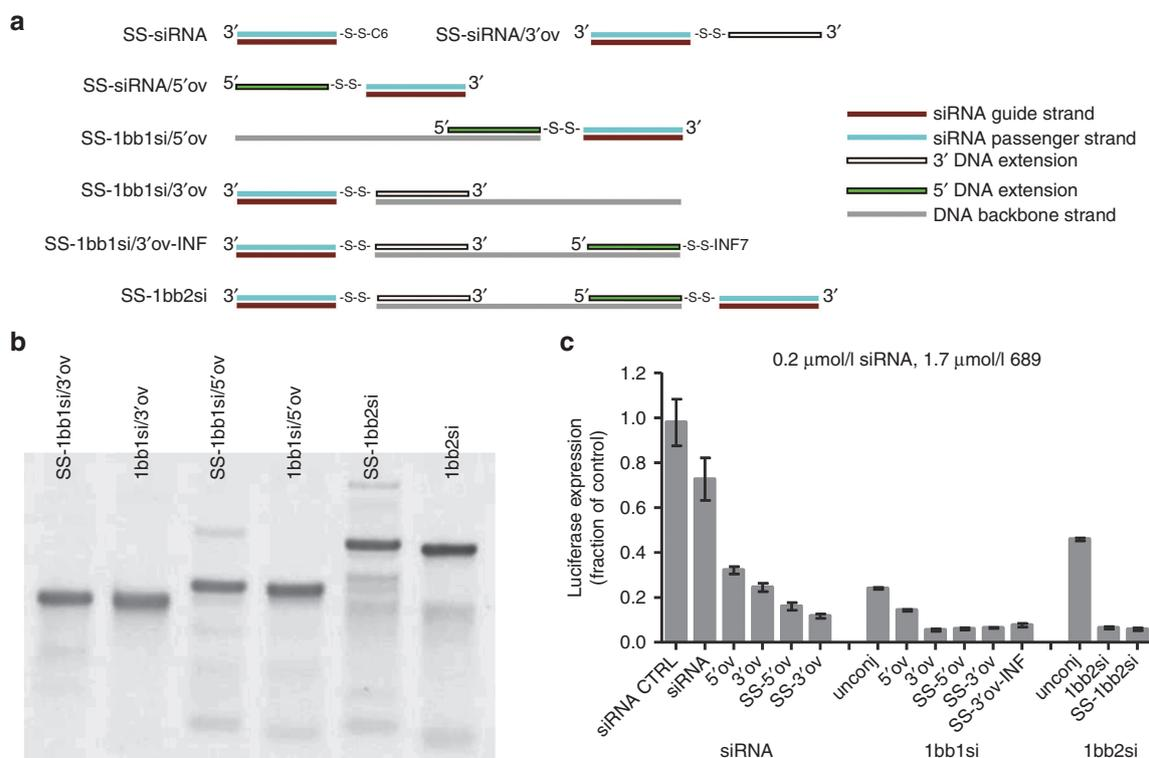 a
SS-siRNA 3′ -S-S-C6 SS-siRNA/3′ov 3′ -S-S- 3′
SS-siRNA/5′ov 5′ -S-S- 3′
SS-1bb1si/5′ov 5′ -S-S- 3′
SS-1bb1si/3′ov 3′ -S-S- 3′
SS-1bb1si/3′ov-INF 3′ -S-S- 3′ 5′ -S-S-INF7
SS-1bb2si 3′ -S-S- 3′ 5′ -S-S- 3′
siRNA guide strand
siRNA passenger strand
3′ DNA extension
5′ DNA extension
DNA backbone strand
b
SS-1bb1si/3′ov
1bb1si/3′ov
SS-1bb1si/5′ov
1bb1si/5′ov
SS-1bb2si
1bb2si
c
0.2 μmol/l siRNA, 1.7 μmol/l 689
Luciferase expression
(fraction of control)
1.2
1.0
0.8
0.6
0.4
0.2
0.0
siRNA CTRL
siRNA
5′ov
3′ov
SS-5′ov
SS-3′ov
unconj
5′ov
3′ov
SS-5′ov
SS-3′ov
SS-3′ov-INF
unconj
1bb2si
SS-1bb2si
siRNA 1bb1si 1bb2si